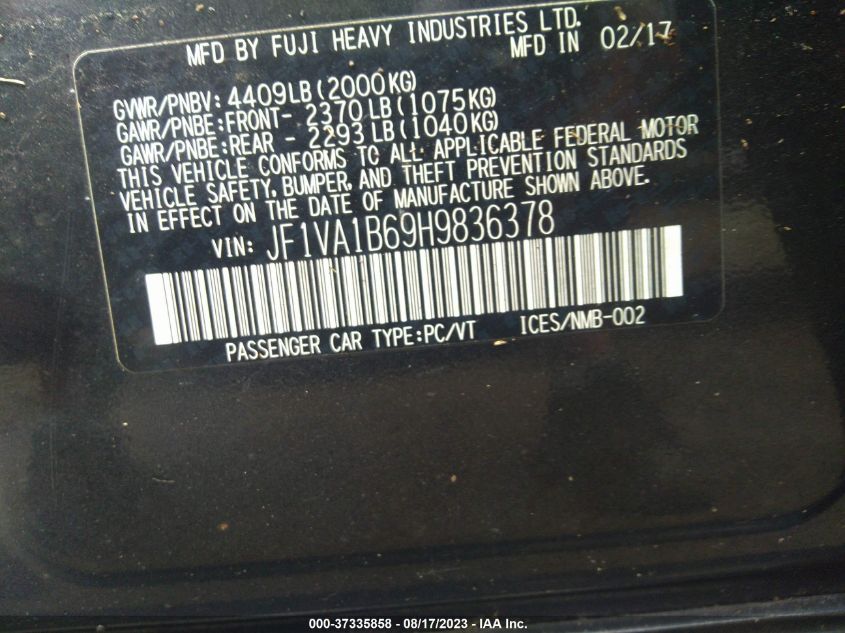 MFD BY FUJI HEAVY INDUSTRIES LTD.
MFD IN 02/17
GVWR/PNBV: 4409LB(2000KG)
GAWR/PNBE:FRONT- 2370LB(1075KG)
GAWR/PNBE:REAR - 2293LB(1040KG)
THIS VEHICLE CONFORMS TO ALL APPLICABLE FEDERAL MOTOR
VEHICLE SAFETY, BUMPER, AND THEFT PREVENTION STANDARDS
IN EFFECT ON THE DATE OF MANUFACTURE SHOWN ABOVE.
VIN: JF1VA1B69H9836378
PASSENGER CAR TYPE:PC/VT ICES/NMB-002
000-37335858 - 08/17/2023 - IAA Inc.